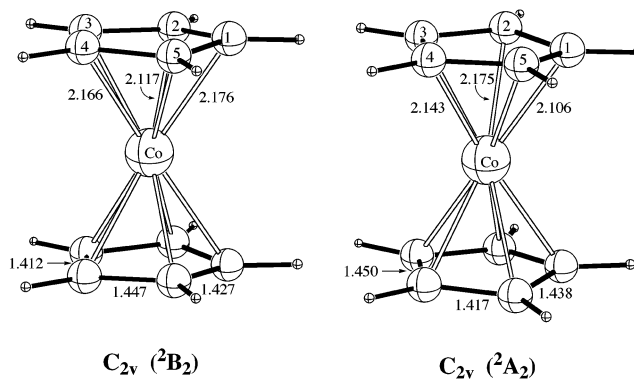 3 2 1 4 5
2.117
2.166 2.176
Co
1.412
1.447 1.427
C2v (²B2)
3 2 1 4 5
2.175
2.143 2.106
Co
1.450
1.417 1.438
C2v (²A2)